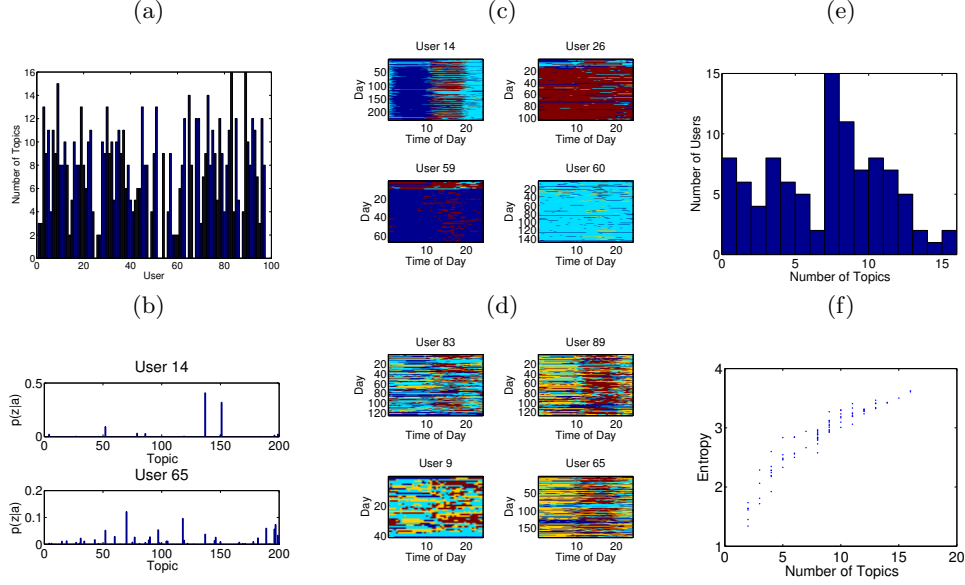 (a)
16
14
12
10
8
6
4
2
0
Number of Topics
0 20 40 60 80 100
User
(b)
User 14
0.5
0
p(z|a)
0 50 100 150 200
Topic
User 65
0.2
0.1
0
p(z|a)
0 50 100 150 200
Topic
(c)
User 14
50
100
150
200
Day
10 20
Time of Day
User 26
20
40
60
80
100
Day
10 20
Time of Day
User 59
20
40
60
Day
10 20
Time of Day
User 60
20
40
60
80
100
120
140
Day
10 20
Time of Day
(d)
User 83
20
40
60
80
100
120
Day
10 20
Time of Day
User 89
20
40
60
80
100
120
Day
10 20
Time of Day
User 9
20
40
Day
10 20
Time of Day
User 65
50
100
150
Day
10 20
Time of Day
(e)
15
10
5
0
Number of Users
0 5 10 15
Number of Topics
(f)
4
3
2
1
Entropy
0 5 10 15 20
Number of Topics